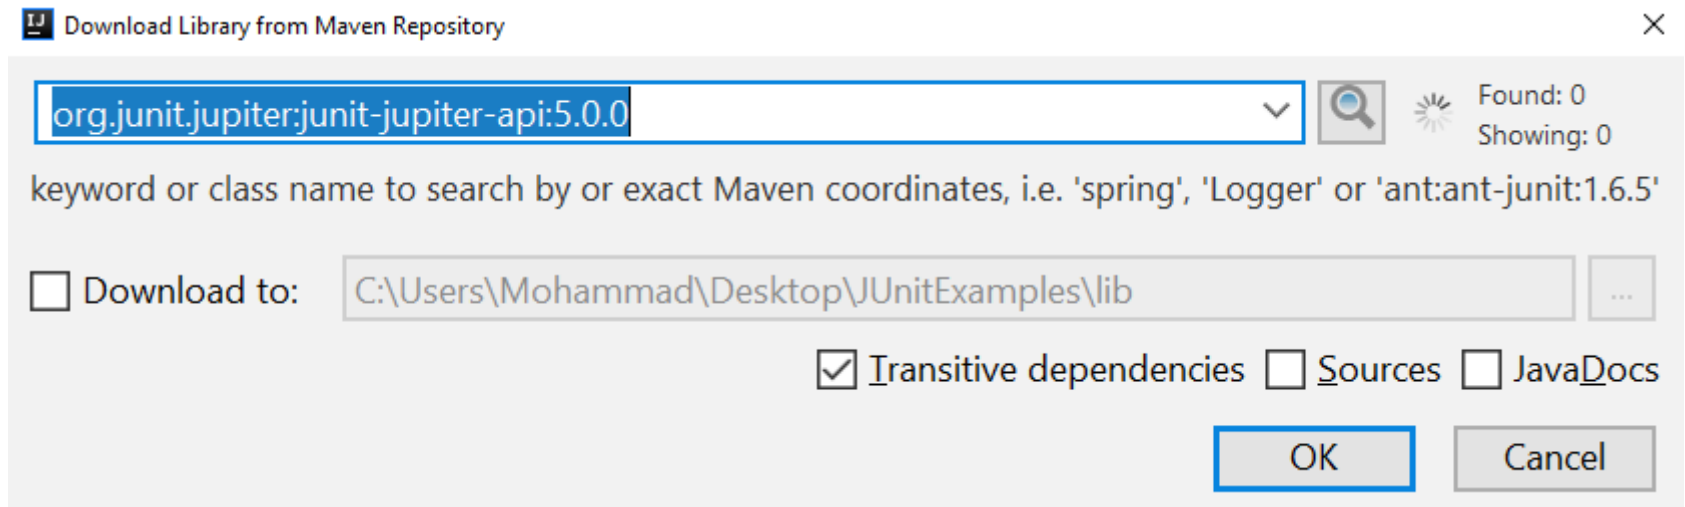 IJ
Download Library from Maven Repository
org.junit.jupiter:junit-jupiter-api:5.0.0
Found: 0
Showing: 0
keyword or class name to search by or exact Maven coordinates, i.e. 'spring', 'Logger' or 'ant:ant-junit:1.6.5'
Download to: C:\Users\Mohammad\Desktop\JUnitExamples\lib ...
Transitive dependencies Sources JavaDocs
OK Cancel